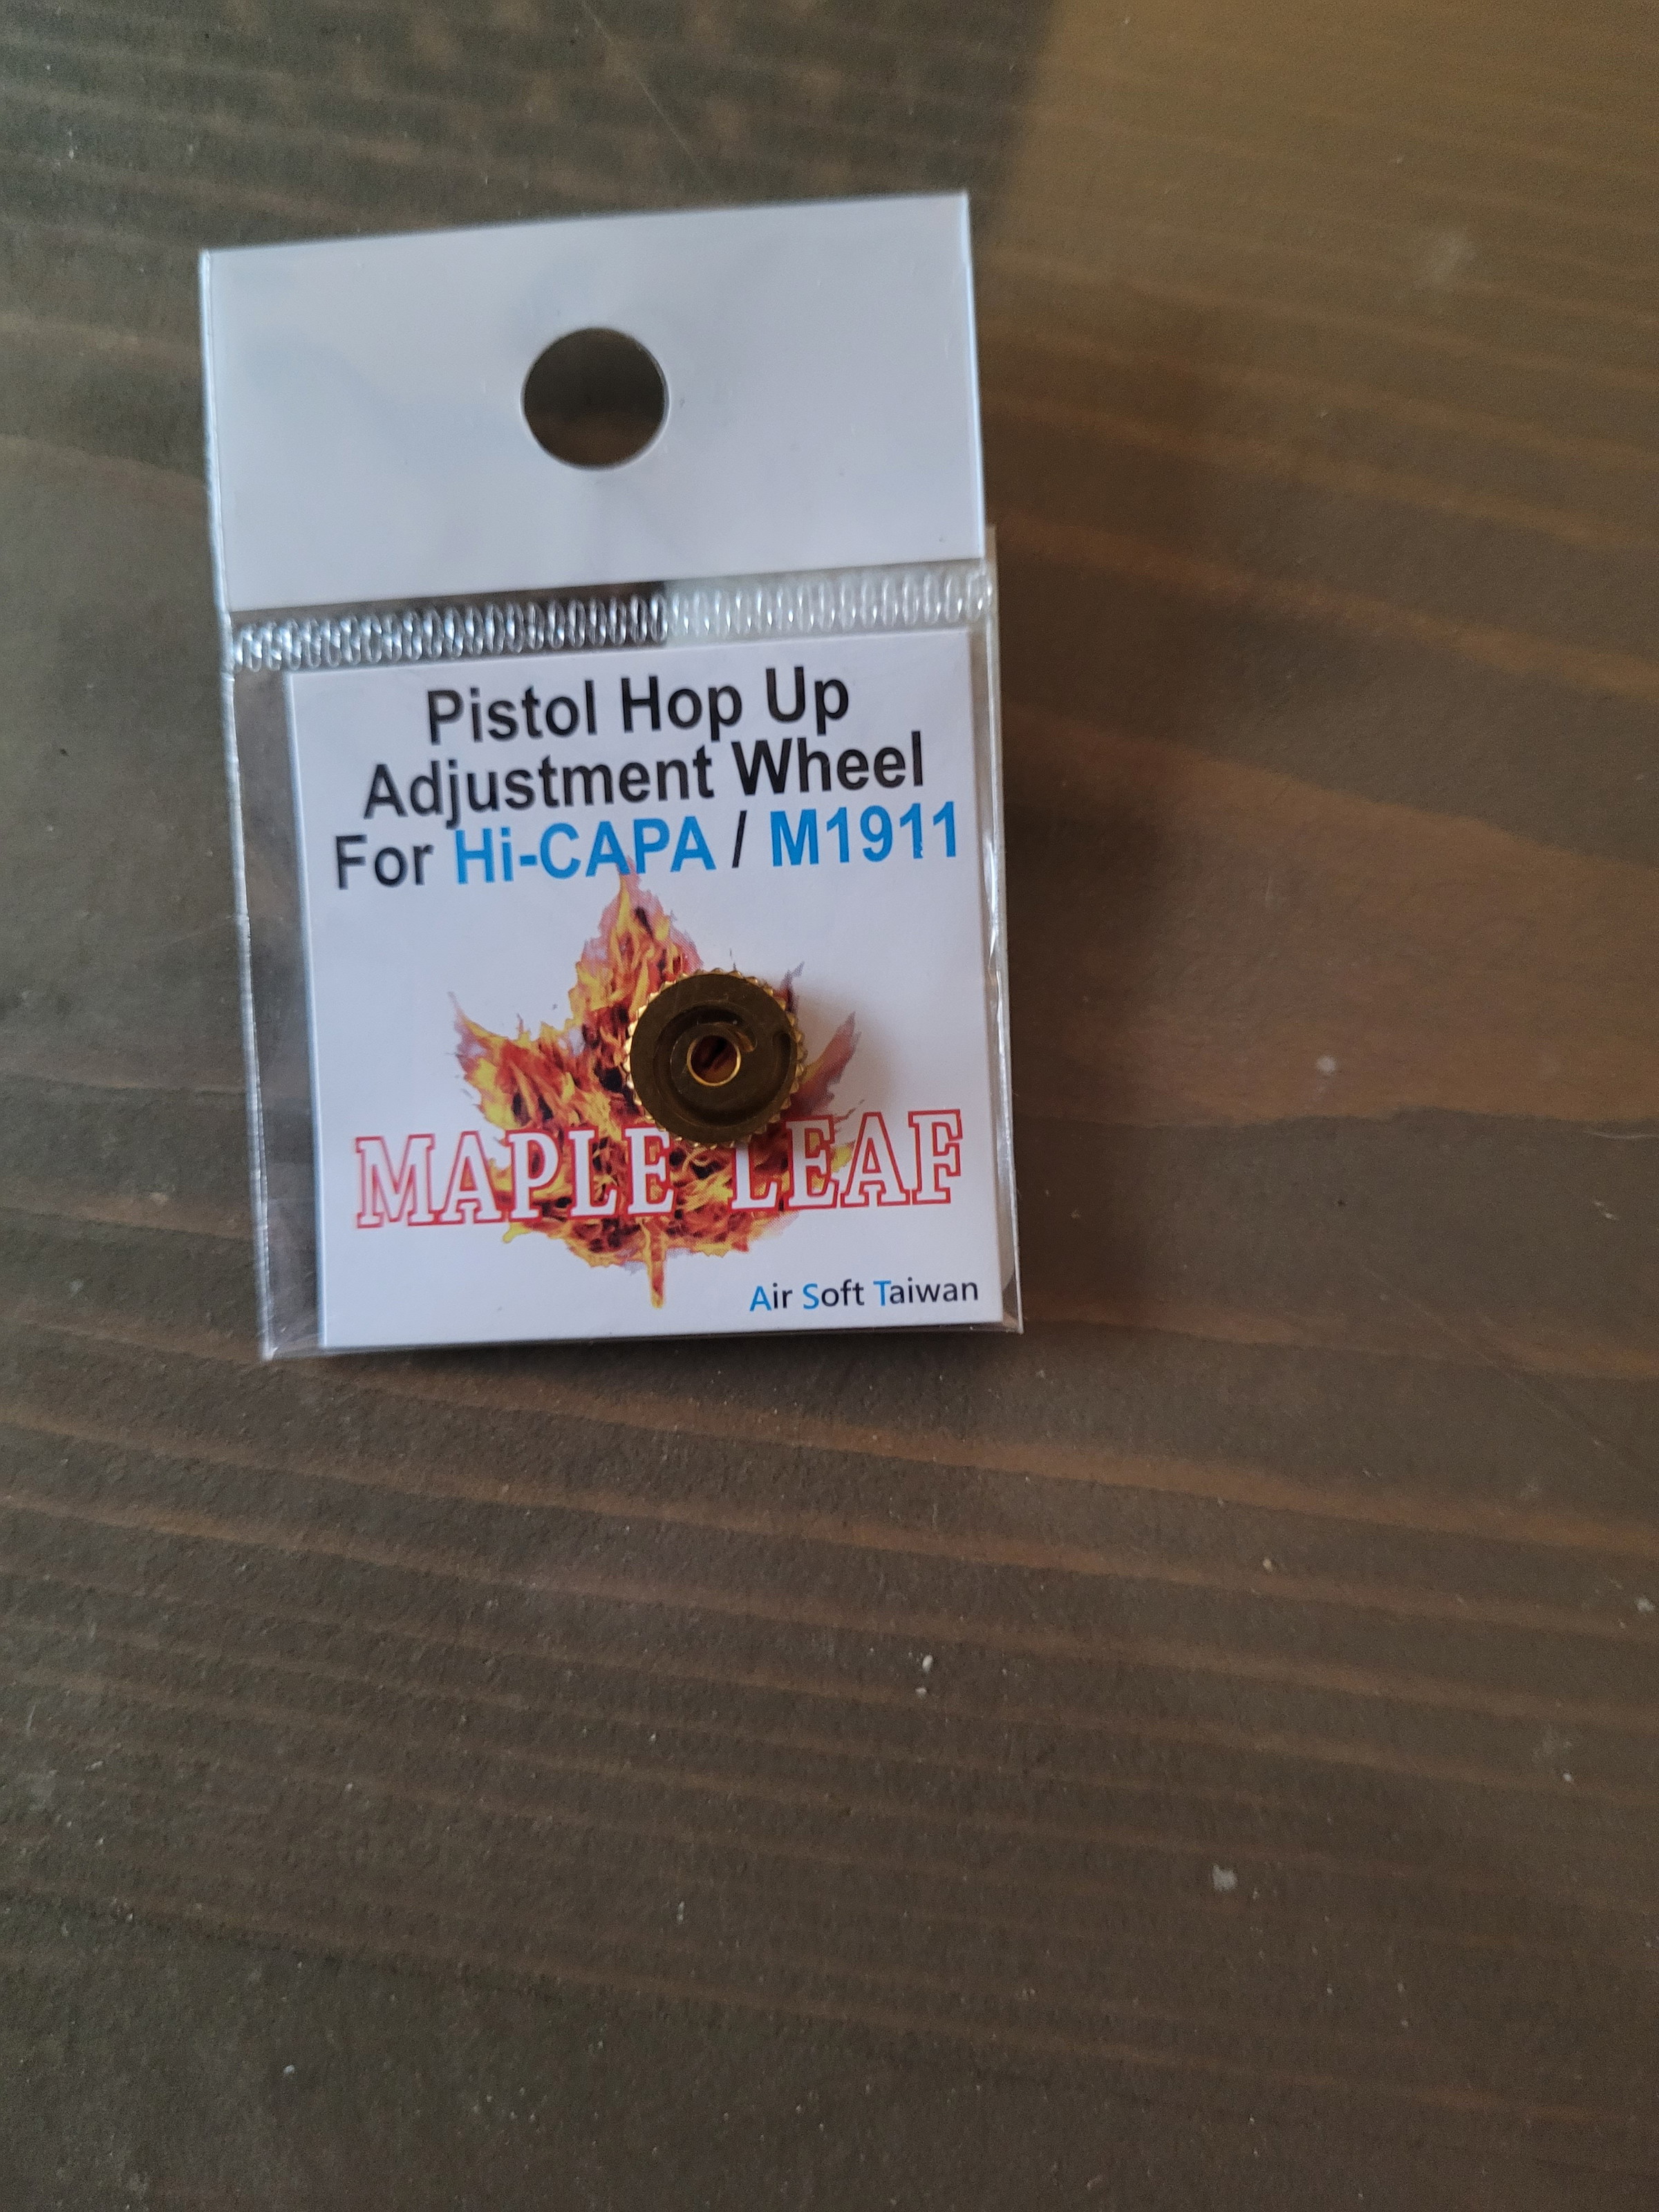 Pistol Hop Up
Adjustment Wheel
For Hi-CAPA / M1911
MAPLE LEAF
Air Soft Taiwan